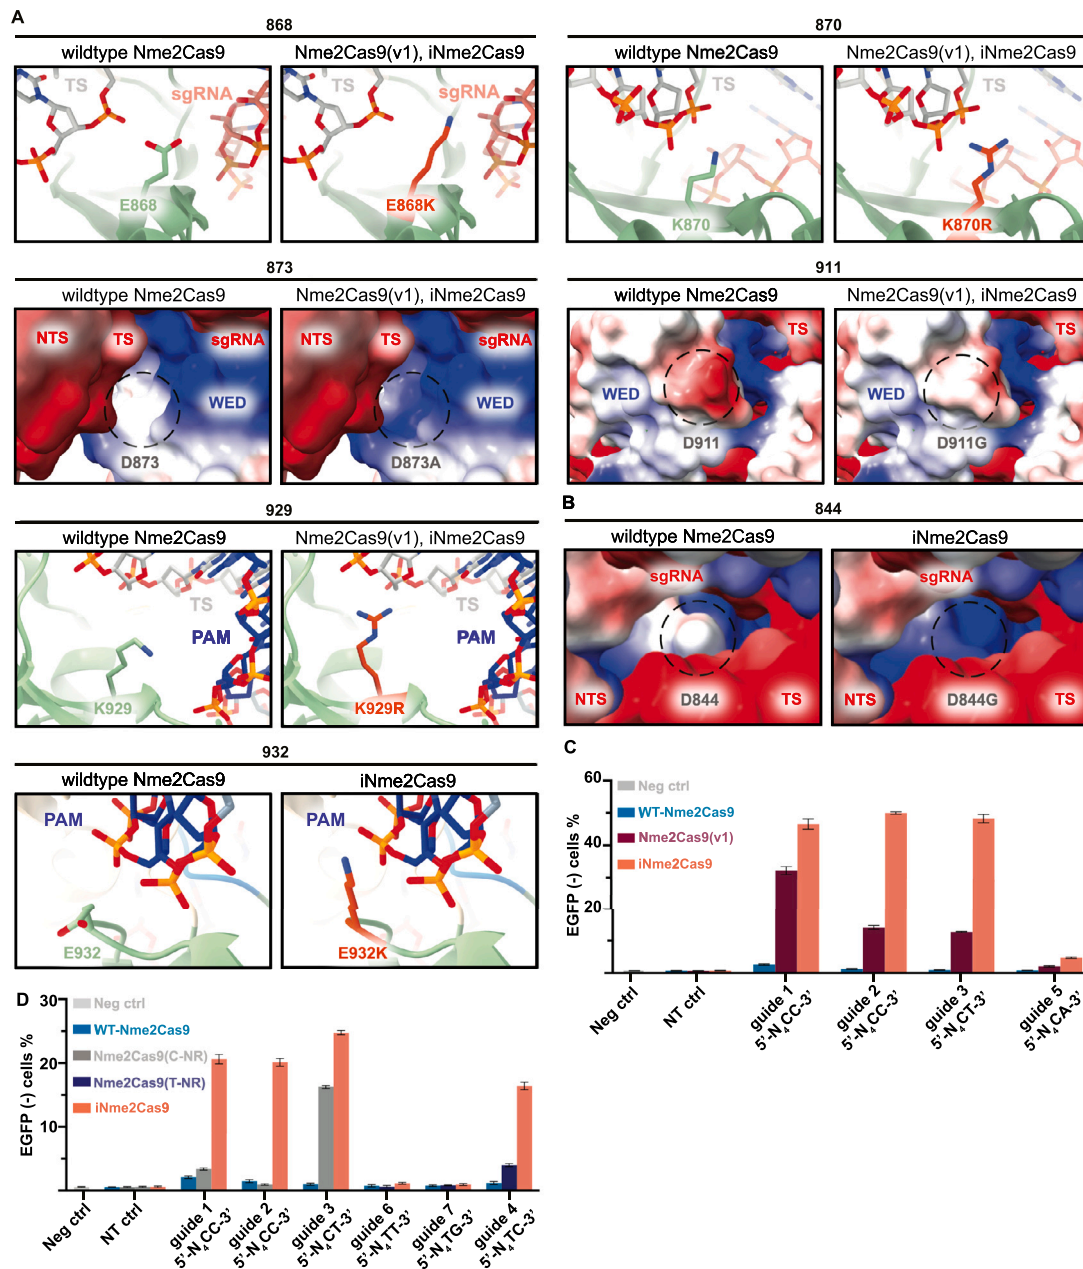 A
868
wildtype Nme2Cas9
Nme2Cas9(v1), iNme2Cas9
TS
sgRNA
E868
TS
sgRNA
E868K
870
wildtype Nme2Cas9
Nme2Cas9(v1), iNme2Cas9
TS
K870
TS
K870R
873
wildtype Nme2Cas9
Nme2Cas9(v1), iNme2Cas9
NTS
TS
sgRNA
WED
D873
NTS
TS
sgRNA
WED
D873A
911
wildtype Nme2Cas9
Nme2Cas9(v1), iNme2Cas9
TS
WED
D911
TS
WED
D911G
929
wildtype Nme2Cas9
Nme2Cas9(v1), iNme2Cas9
TS
PAM
K929
TS
PAM
K929R
B
844
wildtype Nme2Cas9
iNme2Cas9
sgRNA
NTS
D844
TS
sgRNA
NTS
D844G
TS
932
wildtype Nme2Cas9
iNme2Cas9
PAM
E932
PAM
E932K
C
EGFP (-) cells %
60
40
20
Neg ctrl
WT-Nme2Cas9
Nme2Cas9(v1)
iNme2Cas9
Neg ctrl
NT ctrl
guide 1
5'-N4CC-3'
guide 2
5'-N4CC-3'
guide 3
5'-N4CT-3'
guide 5
5'-N4CA-3'
D
EGFP (-) cells %
30
20
10
Neg ctrl
WT-Nme2Cas9
Nme2Cas9(C-NR)
Nme2Cas9(T-NR)
iNme2Cas9
Neg ctrl
NT ctrl
guide 1
5'-N4CC-3'
guide 2
5'-N4CC-3'
guide 3
5'-N4CT-3'
guide 6
5'-N4TT-3'
guide 7
5'-N4TG-3'
guide 4
5'-N4TC-3'